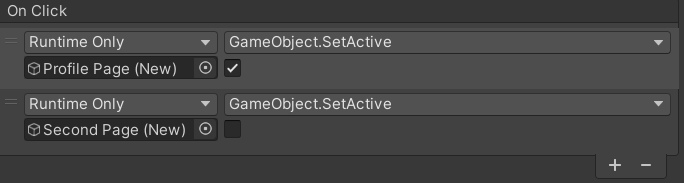 On Click
Runtime Only GameObject.SetActive
Profile Page (New)
Runtime Only GameObject.SetActive
Second Page (New)